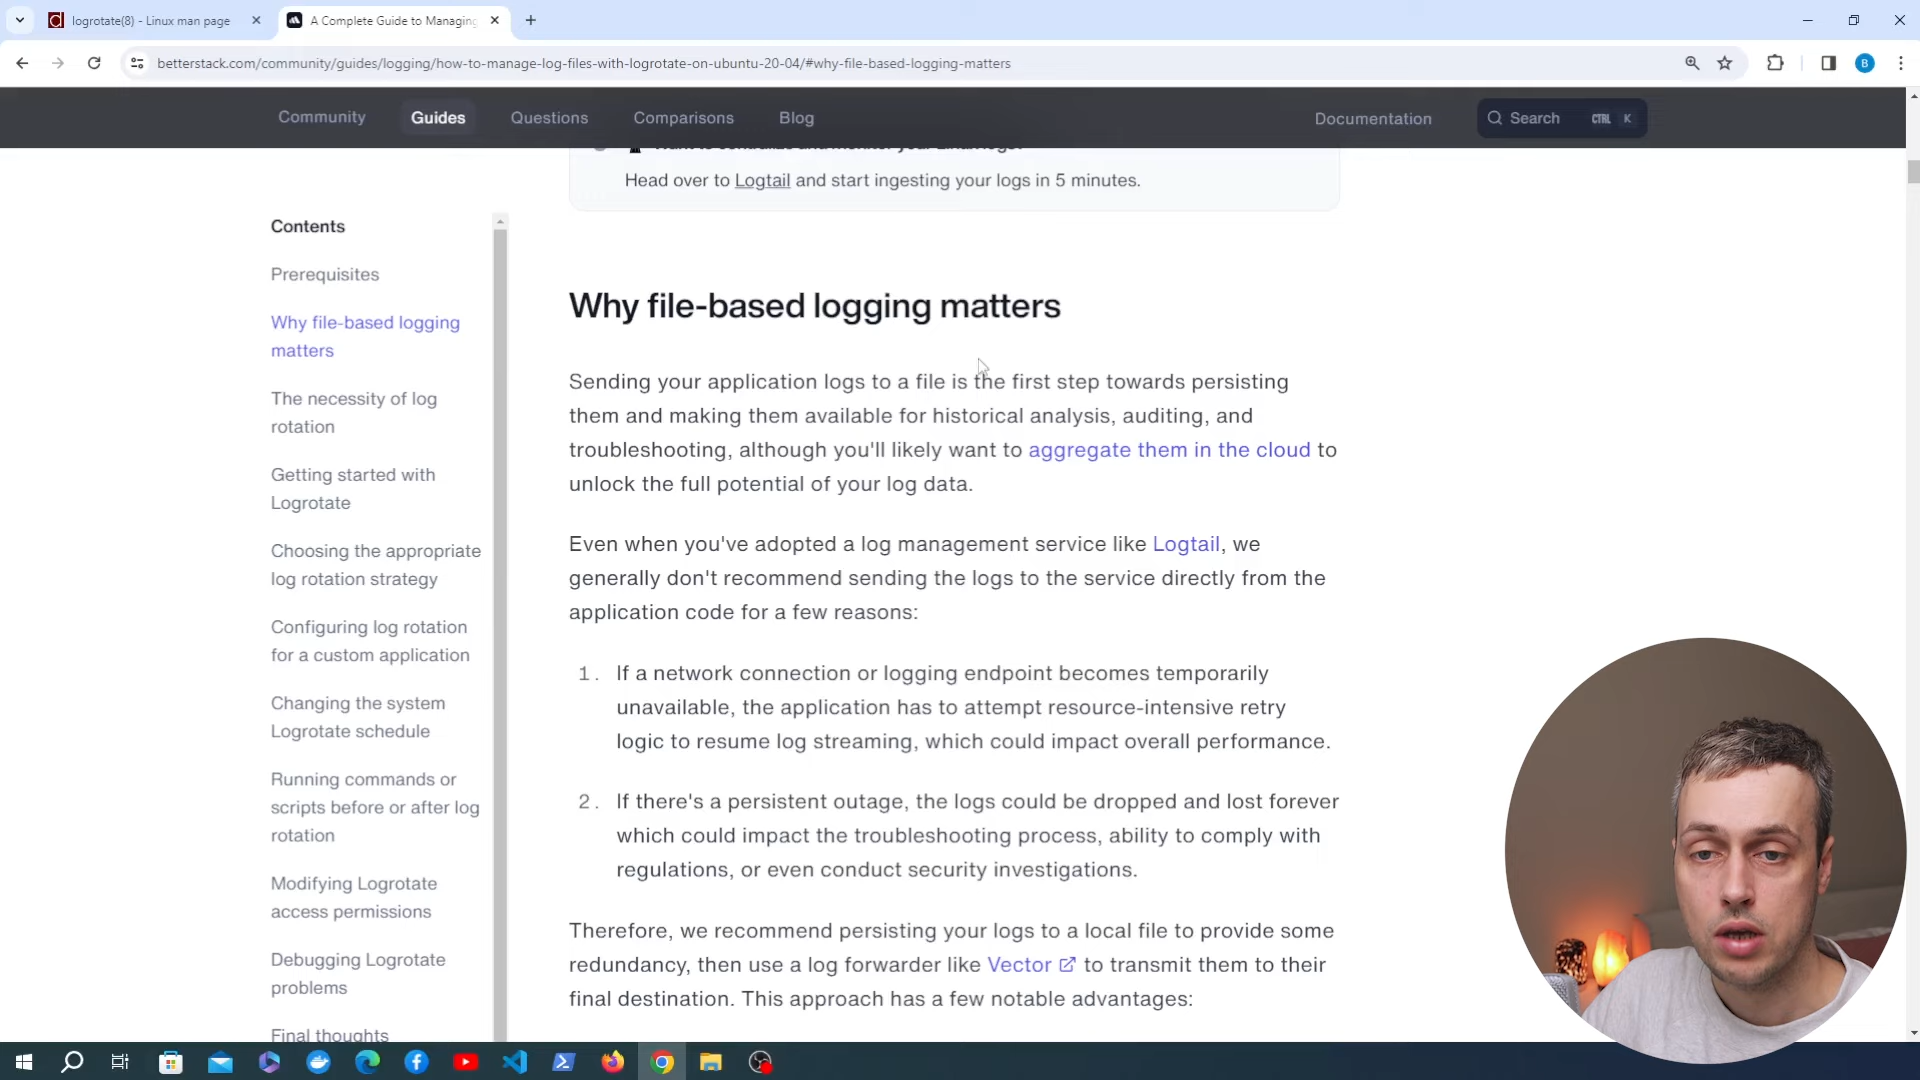 logrotate(8) - Linux man page
A Complete Guide to Managing
betterstack.com/community/guides/logging/how-to-manage-log-files-with-logrotate-on-ubuntu-20-04/#why-file-based-logging-matters
B
Community
Guides
Questions
Comparisons
Blog
Documentation
Search
CTRL K
Want to centralize and monitor your Linux logs?
Head over to Logtail and start ingesting your logs in 5 minutes.
Contents
Prerequisites
Why file-based logging
matters
The necessity of log
rotation
Getting started with
Logrotate
Choosing the appropriate
log rotation strategy
Configuring log rotation
for a custom application
Changing the system
Logrotate schedule
Running commands or
scripts before or after log
rotation
Modifying Logrotate
access permissions
Debugging Logrotate
problems
Final thoughts
Why file-based logging matters
Sending your application logs to a file is the first step towards persisting
them and making them available for historical analysis, auditing, and
troubleshooting, although you'll likely want to aggregate them in the cloud to
unlock the full potential of your log data.
Even when you've adopted a log management service like Logtail, we
generally don't recommend sending the logs to the service directly from the
application code for a few reasons:
1. If a network connection or logging endpoint becomes temporarily
unavailable, the application has to attempt resource-intensive retry
logic to resume log streaming, which could impact overall performance.
2. If there's a persistent outage, the logs could be dropped and lost forever
which could impact the troubleshooting process, ability to comply with
regulations, or even conduct security investigations.
Therefore, we recommend persisting your logs to a local file to provide some
redundancy, then use a log forwarder like Vector to transmit them to their
final destination. This approach has a few notable advantages: